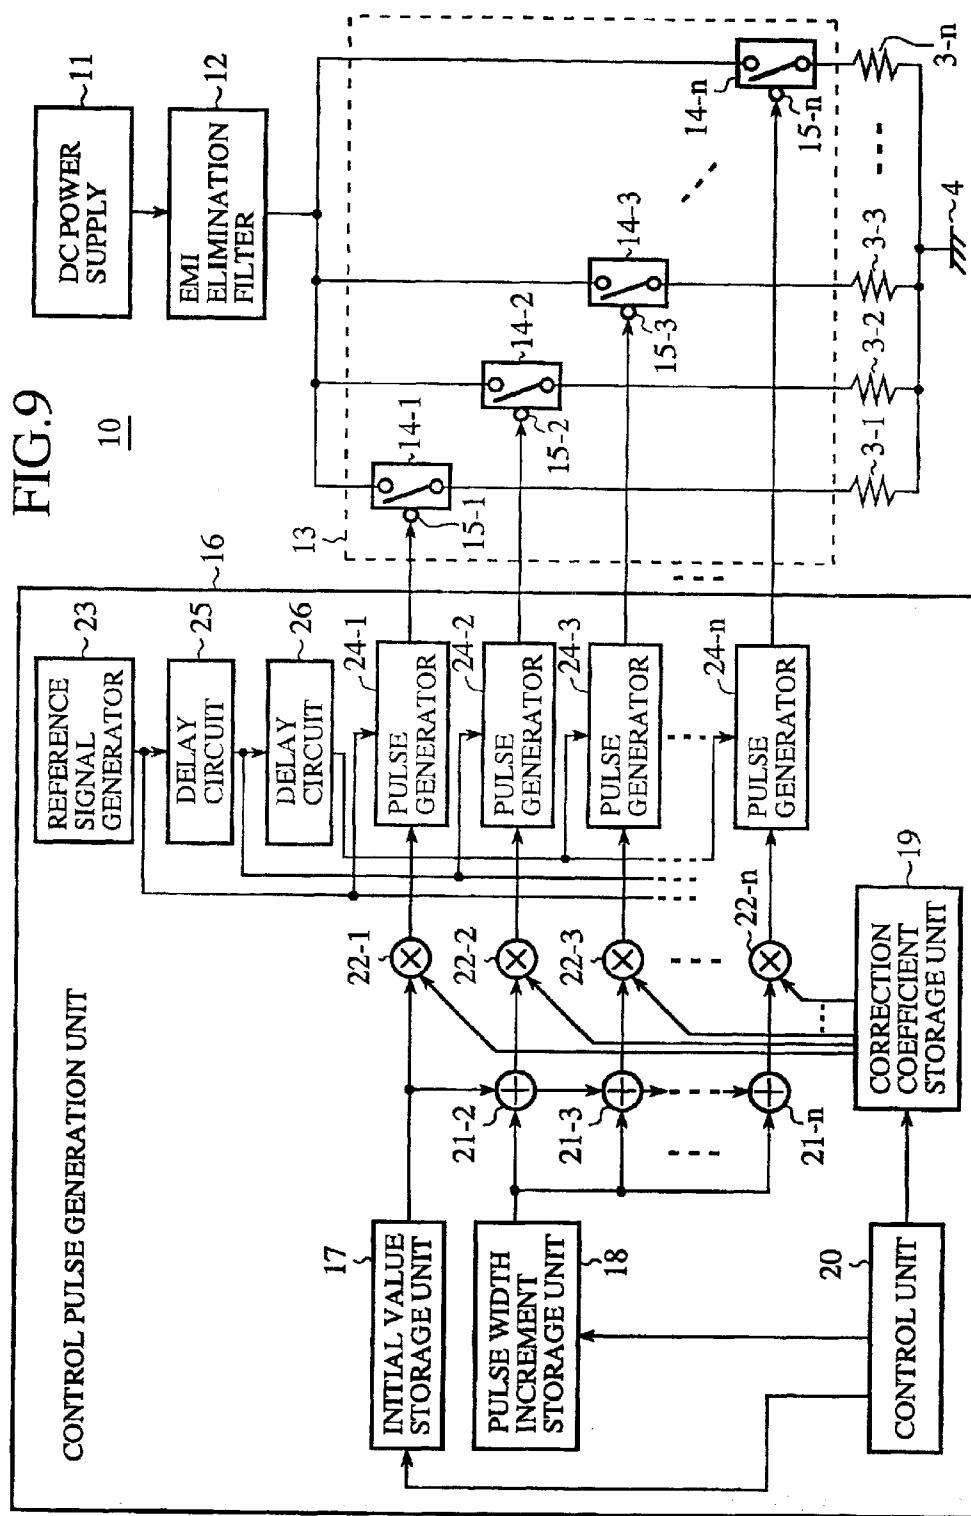 FIG.9
10
CONTROL PULSE GENERATION UNIT
16
REFERENCE
SIGNAL
GENERATOR
23
DELAY
CIRCUIT
25
DELAY
CIRCUIT
26
DC POWER
SUPPLY
11
EMI
ELIMINATION
FILTER
12
13
INITIAL VALUE
STORAGE UNIT
17
22-1
PULSE
GENERATOR
24-1
14-1
15-1
PULSE WIDTH
INCREMENT
STORAGE UNIT
18
21-2
22-2
PULSE
GENERATOR
24-2
14-2
15-2
21-3
22-3
PULSE
GENERATOR
24-3
14-3
15-3
21-n
22-n
PULSE
GENERATOR
24-n
14-n
15-n
CONTROL UNIT
20
CORRECTION
COEFFICIENT
STORAGE UNIT
19
3-1
3-2
3-3
3-n
4